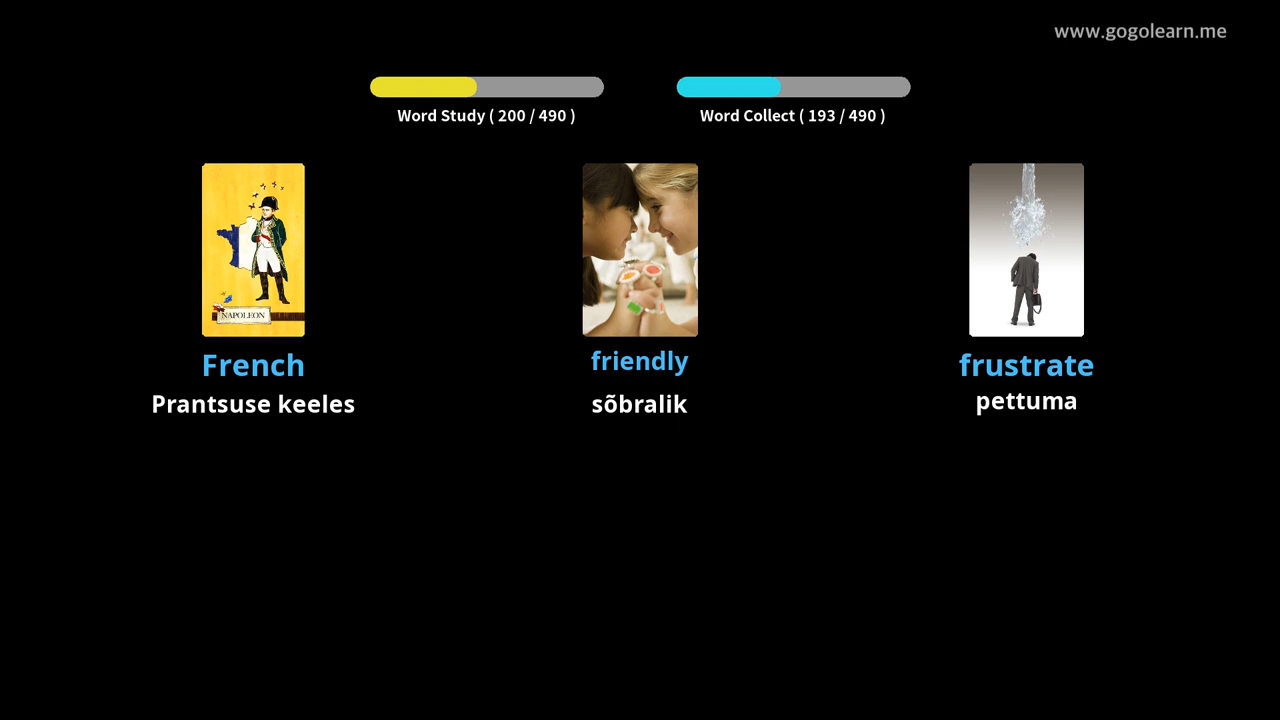 www.gogolearn.me
Word Study ( 200 / 490 )
Word Collect ( 193 / 490 )
NAPOLEON
French
friendly
frustrate
Prantsuse keeles
sõbralik
pettuma